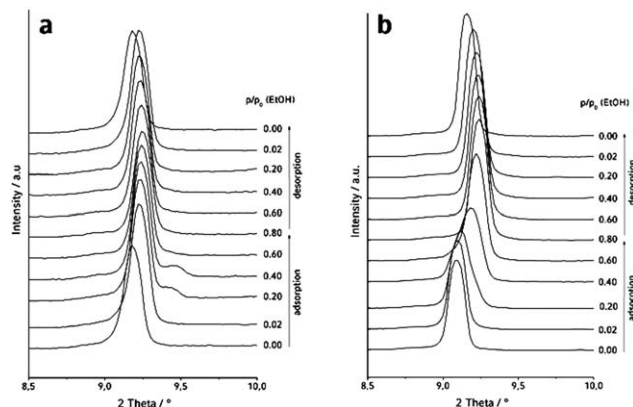 a
Intensity / a.u
p/p₀ (EtOH)
0.00
0.02
0.20
0.40
0.60
0.80
0.60
0.40
0.20
0.02
0.00
desorption
adsorption
8,5 9,0 9,5 10,0
2 Theta / °
b
Intensity / a.u.
p/p₀ (EtOH)
0.00
0.02
0.20
0.40
0.60
0.80
0.60
0.40
0.20
0.02
0.00
desorption
adsorption
8,5 9,0 9,5 10,0
2 Theta / °